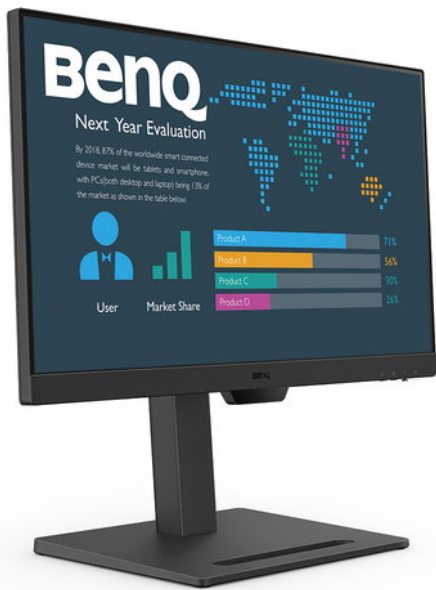 BenQ
Next Year Evaluation
By 2018, 87% of the worldwide smart connected
device market will be tablets and smartphone,
with PCs(both desktop and laptop) being 13% of
the market as shown in the table below:
User
Market Share
Product A 71%
Product B 56%
Product C 30%
Product D 26%
BenQ